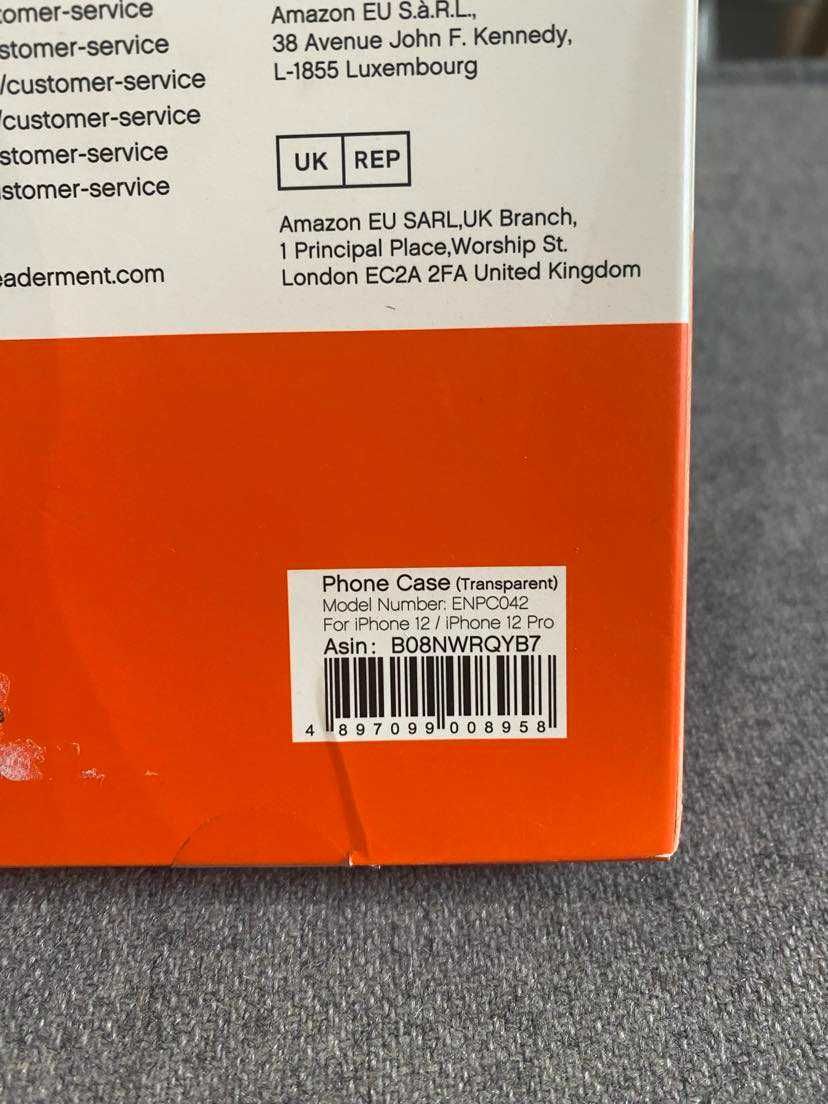 omer-service
stomer-service
/customer-service
/customer-service
stomer-service
stomer-service
eaderment.com
Amazon EU S.à.R.L.,
38 Avenue John F. Kennedy,
L-1855 Luxembourg
UK REP
Amazon EU SARL,UK Branch,
1 Principal Place,Worship St.
London EC2A 2FA United Kingdom
Phone Case (Transparent)
Model Number: ENPC042
For iPhone 12 / iPhone 12 Pro
Asin: B08NWRQYB7
4 897099 008958